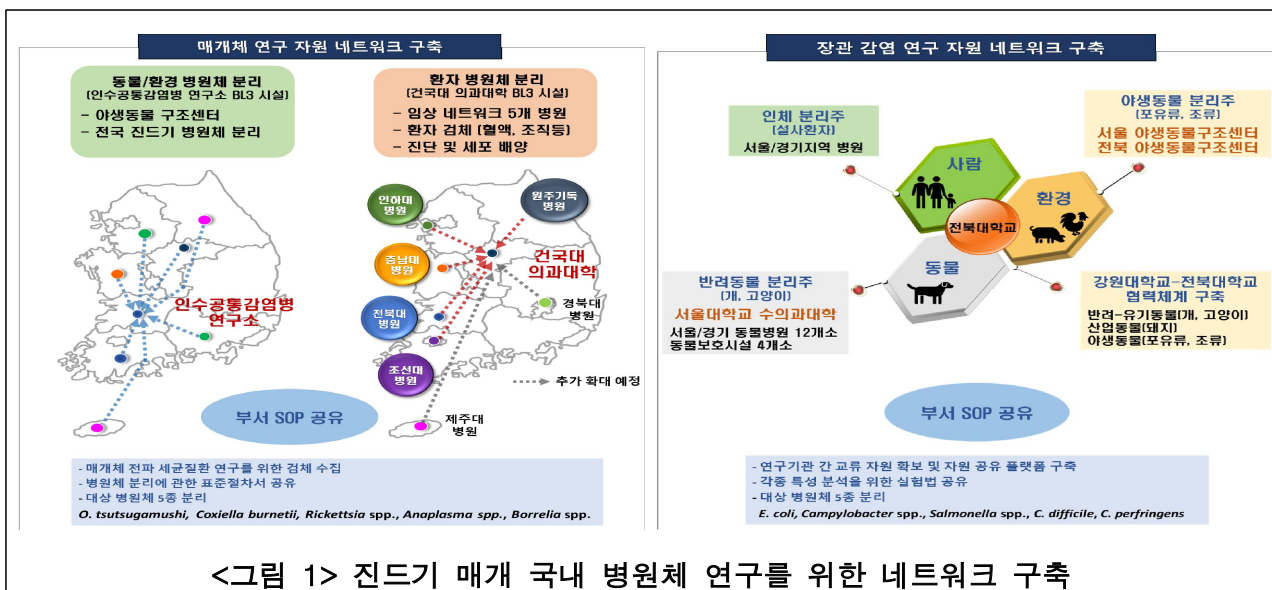 매개체 연구 자원 네트워크 구축
동물/환경 병원체 분리
(인수공통감염병 연구소 BL3 시설)
- 야생동물 구조센터
- 전국 진드기 병원체 분리
환자 병원체 분리
(건국대 의과대학 BL3 시설)
- 임상 네트워크 5개 병원
- 환자 검체 (혈액, 조직등)
- 진단 및 세포 배양
인수공통감염병
연구소
인하대
병원
원주기독
병원
충남대
병원
건국대
의과대학
전북대
병원
경북대
병원
조선대
병원
추가 확대 예정
제주대
병원
부서 SOP 공유
- 매개체 전파 세균질환 연구를 위한 검체 수집
- 병원체 분리에 관한 표준절차서 공유
- 대상 병원체 5종 분리
O. tsutsugamushi, Coxiella burnetii, Rickettsia spp., Anaplasma spp., Borrelia spp.
장관 감염 연구 자원 네트워크 구축
인체 분리주
(설사환자)
서울/경기지역 병원
야생동물 분리주
(포유류, 조류)
서울 야생동물구조센터
전북 야생동물구조센터
사람
환경
전북대학교
동물
반려동물 분리주
(개, 고양이)
서울대학교 수의과대학
서울/경기 동물병원 12개소
동물보호시설 4개소
강원대학교-전북대학교
협력체계 구축
반려-유기동물(개, 고양이)
산업동물(돼지)
야생동물(포유류, 조류)
부서 SOP 공유
- 연구기관 간 교류 자원 확보 및 자원 공유 플랫폼 구축
- 각종 특성 분석을 위한 실험법 공유
- 대상 병원체 5종 분리
E. coli, Campylobacter spp., Salmonella spp., C. difficile, C. perfringens
<그림 1> 진드기 매개 국내 병원체 연구를 위한 네트워크 구축